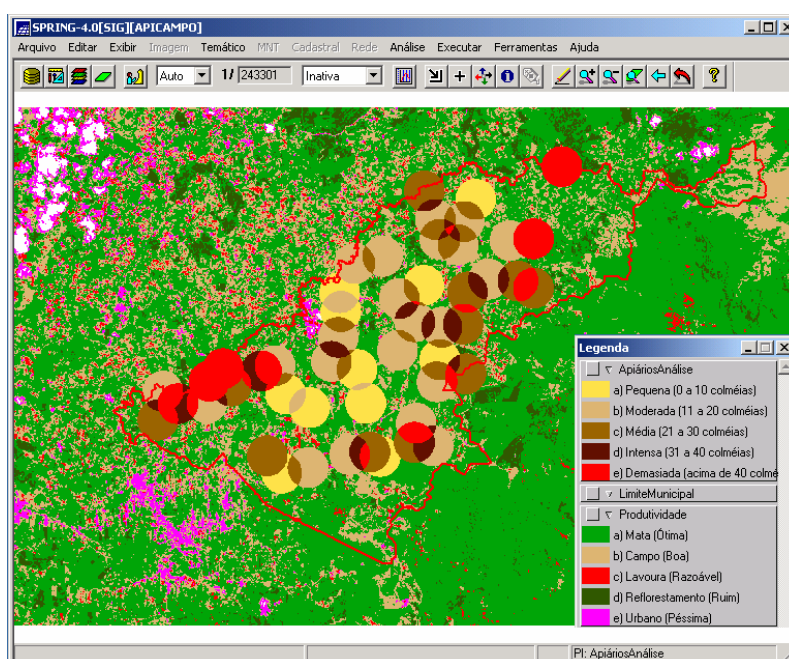 SPRING-4.0[SIG][APICAMPO]
Arquivo Editar Exibir Imagem Temático MNT Cadastral Rede Análise Executar Ferramentas Ajuda
Auto 1/ 243301 Inativa
Legenda
ApiáriosAnálise
a) Pequena (0 a 10 colméias)
b) Moderada (11 a 20 colméias)
c) Média (21 a 30 colméias)
d) Intensa (31 a 40 colméias)
e) Demasiada (acima de 40 colmé
LimiteMunicipal
Produtividade
a) Mata (Ótima)
b) Campo (Boa)
c) Lavoura (Razoável)
d) Reflorestamento (Ruim)
e) Urbano (Péssima)
PI: ApiáriosAnálise